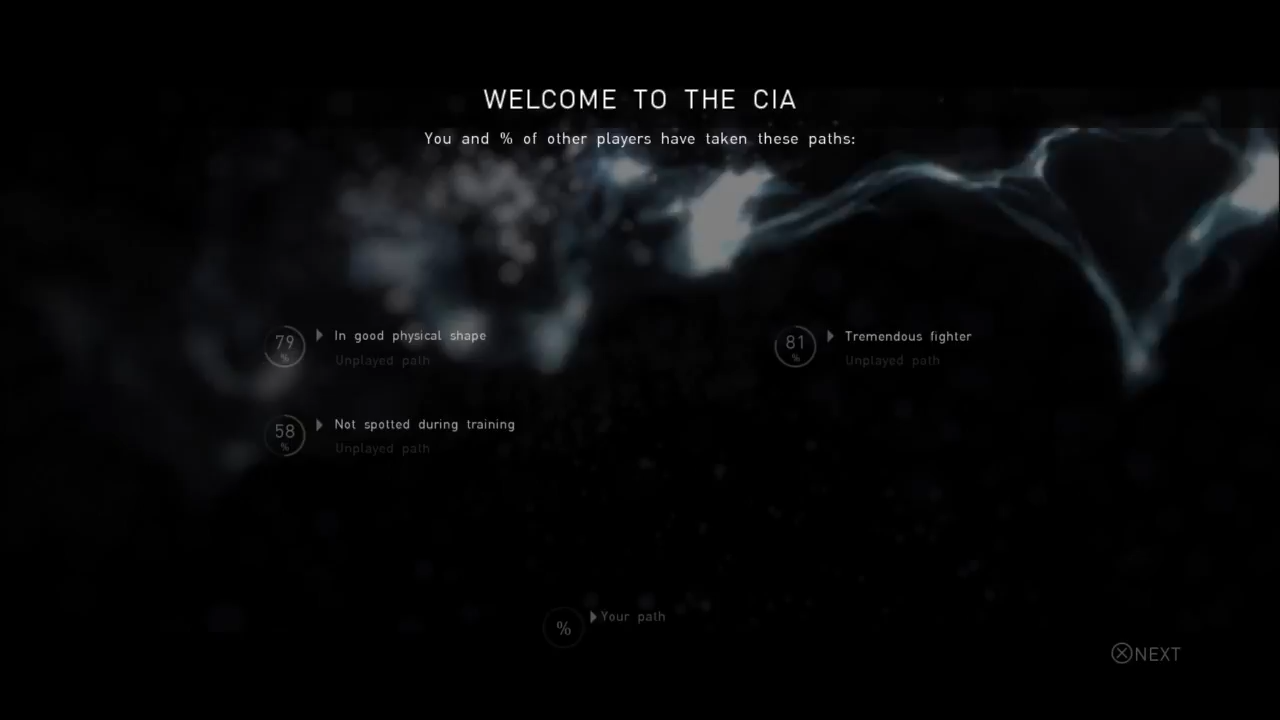 WELCOME TO THE CIA
You and % of other players have taken these paths:
79 %
In good physical shape
Unplayed path
81 %
Tremendous fighter
Unplayed path
58 %
Not spotted during training
Unplayed path
%
Your path
NEXT